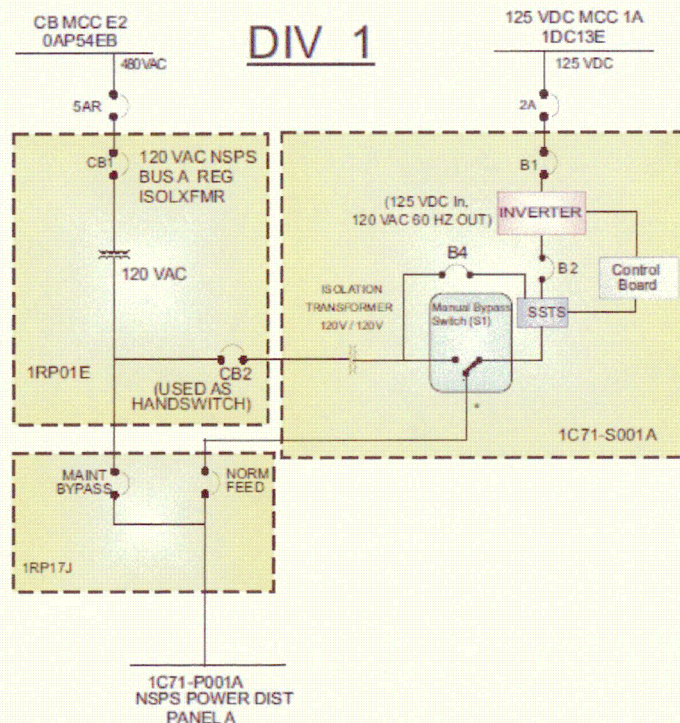 CB MCC E2
0AP54EB
DIV 1
125 VDC MCC 1A
1DC13E
480VAC
125 VDC
5AR
2A
CB1
120 VAC NSPS
BUS A REG
ISOLXFMR
B1
(125 VDC In,
120 VAC 60 HZ OUT)
INVERTER
B4
B2
Control
Board
120 VAC
ISOLATION
TRANSFORMER
120V / 120V
Manual Bypass
Switch (S1)
SSTS
1RP01E
CB2
(USED AS
HANDSWITCH)
1C71-S001A
MAINT
BYPASS
NORM
FEED
1RP17J
1C71-P001A
NSPS POWER DIST
PANEL A